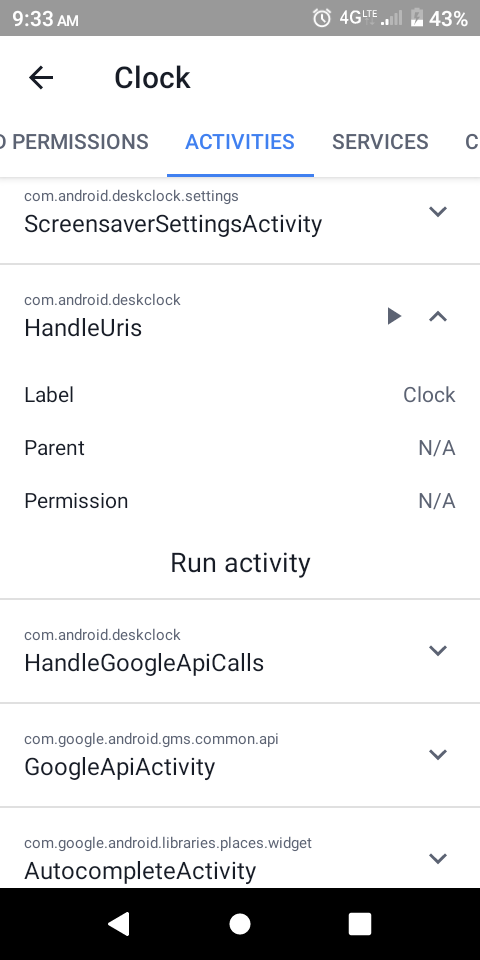 9:33 AM
4G LTE
43%
Clock
D PERMISSIONS
ACTIVITIES
SERVICES
C
com.android.deskclock.settings
ScreensaverSettingsActivity
com.android.deskclock
HandleUris
Label
Clock
Parent
N/A
Permission
N/A
Run activity
com.android.deskclock
HandleGoogleApiCalls
com.google.android.gms.common.api
GoogleApiActivity
com.google.android.libraries.places.widget
AutocompleteActivity